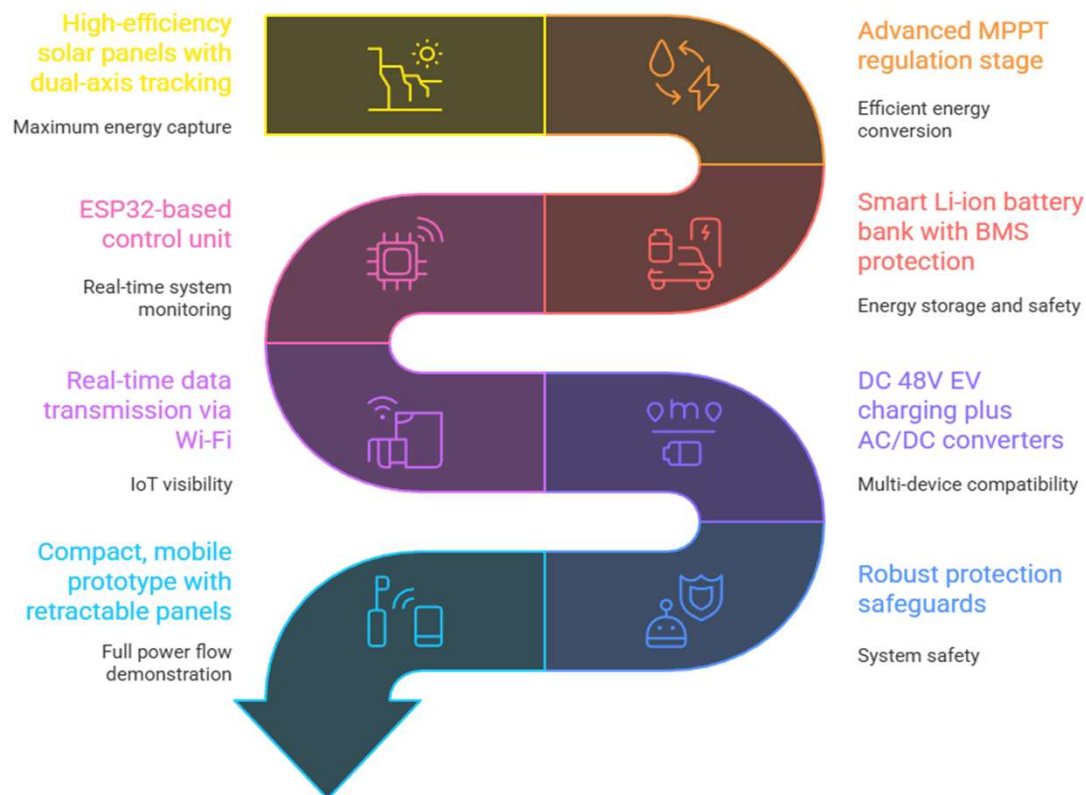 High-efficiency
solar panels with
dual-axis tracking
Maximum energy capture
Advanced MPPT
regulation stage
Efficient energy
conversion
Smart Li-ion battery
bank with BMS
protection
Energy storage and safety
ESP32-based
control unit
Real-time system
monitoring
Real-time data
transmission via
Wi-Fi
IoT visibility
DC 48V EV
charging plus
AC/DC converters
Multi-device compatibility
Robust protection
safeguards
System safety
Compact, mobile
prototype with
retractable panels
Full power flow
demonstration